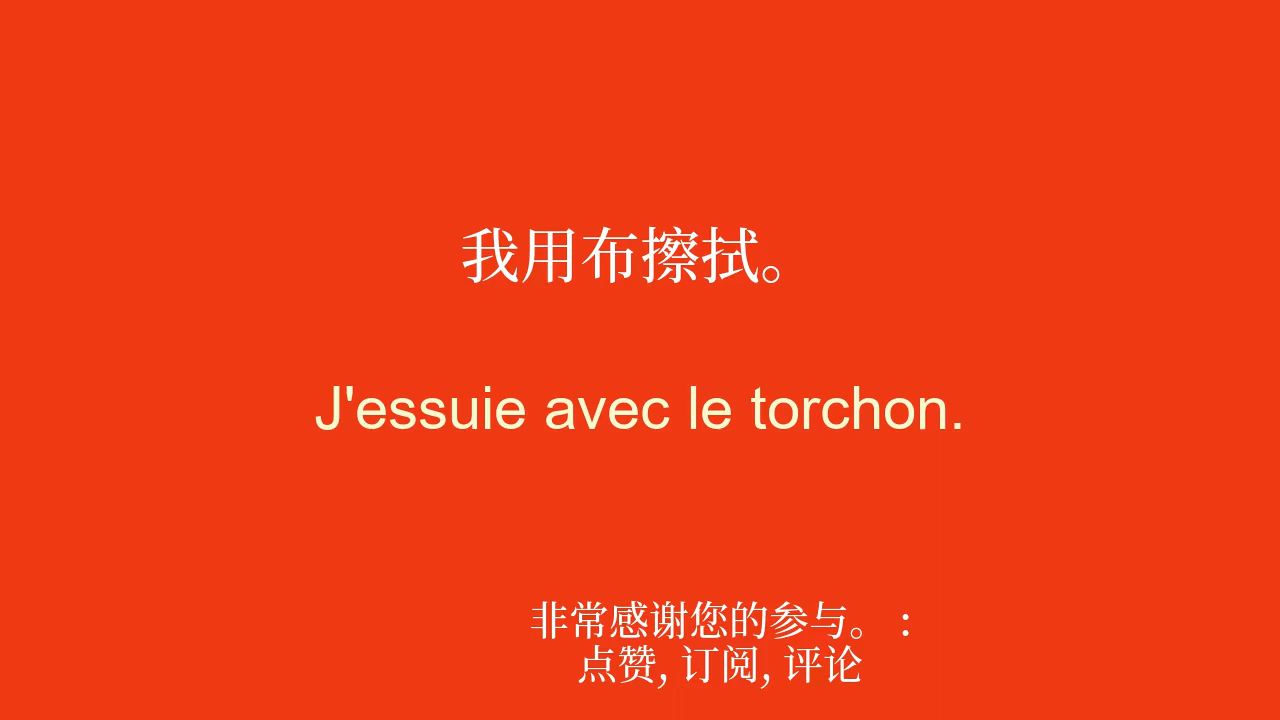 我用布擦拭。
J'essuie avec le torchon.
非常感谢您的参与。 :
点赞, 订阅, 评论